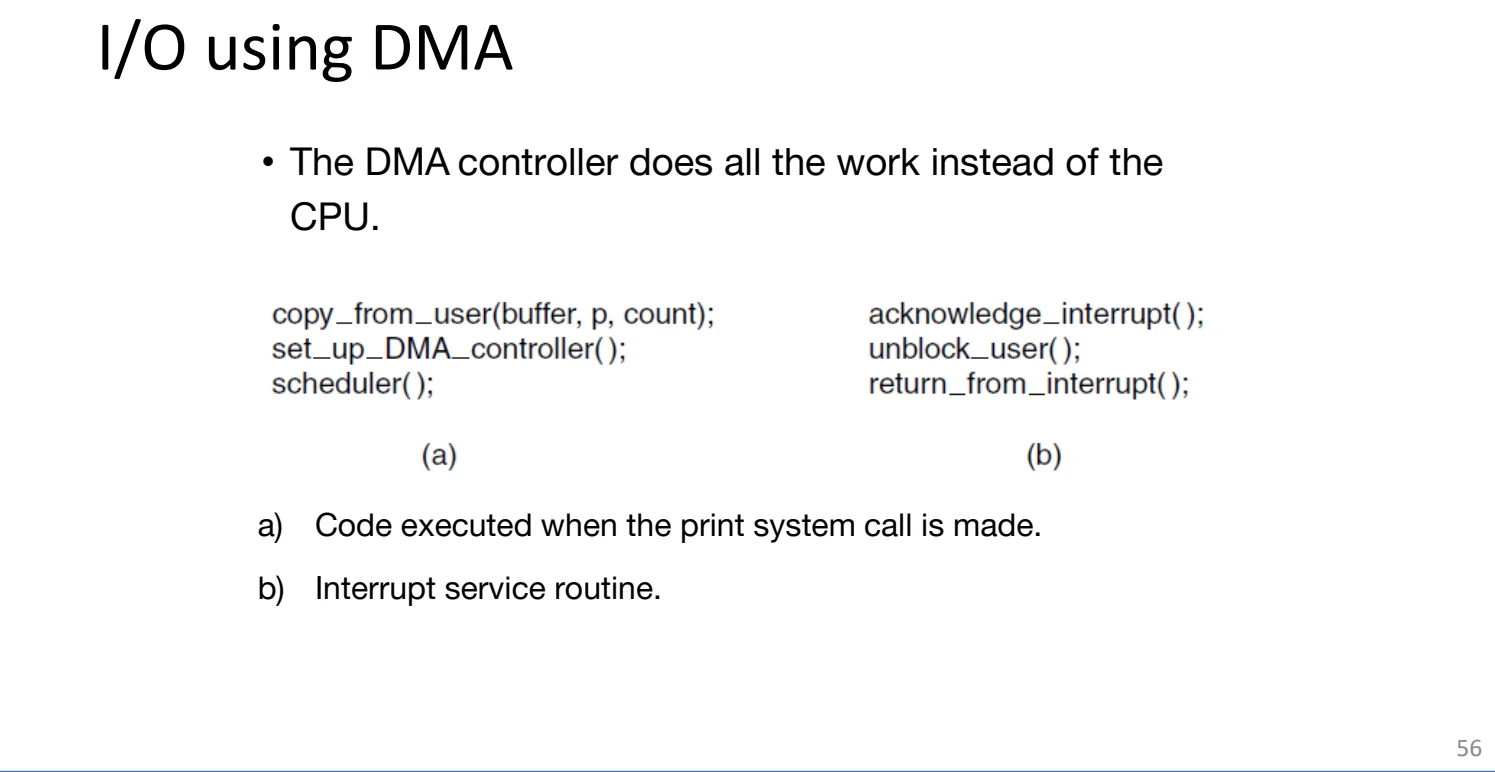 I/O using DMA
• The DMA controller does all the work instead of the
CPU.
copy_from_user(buffer, p, count);
set_up_DMA_controller( );
scheduler( );
(a)
acknowledge_interrupt( );
unblock_user( );
return_from_interrupt( );
(b)
a) Code executed when the print system call is made.
b) Interrupt service routine.
56